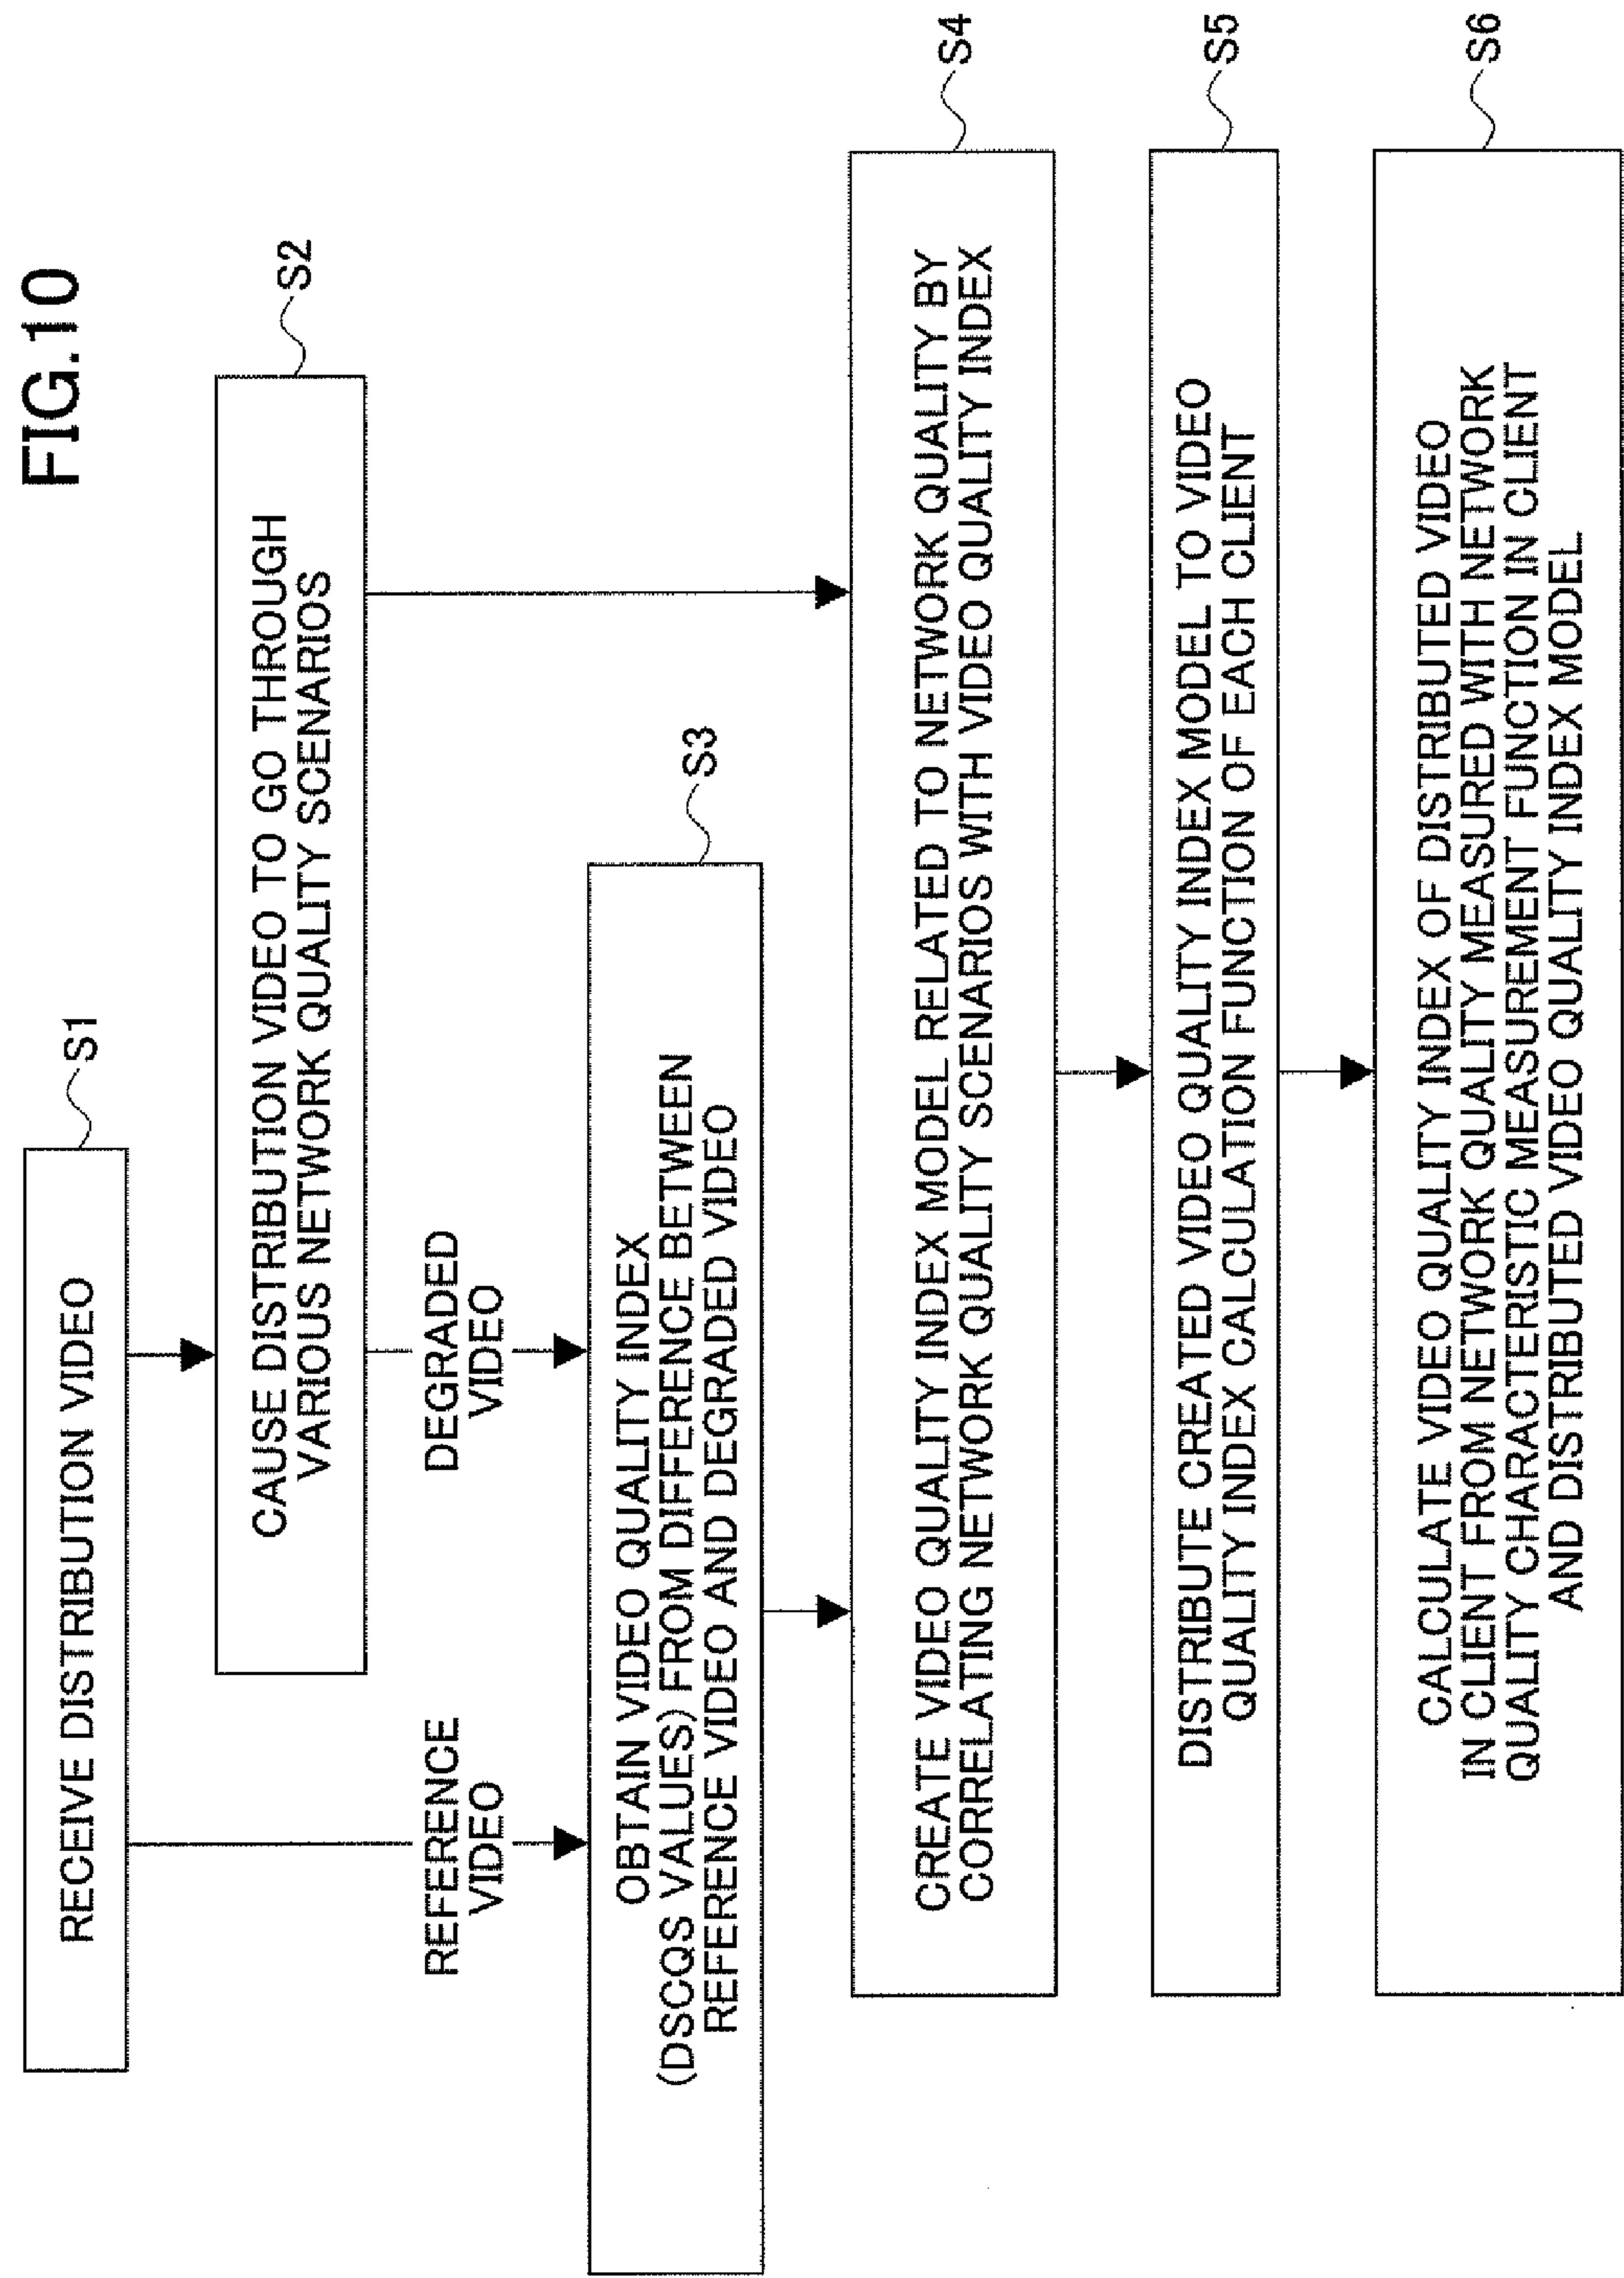 FIG.10
RECEIVE DISTRIBUTION VIDEO
S1
CAUSE DISTRIBUTION VIDEO TO GO THROUGH
VARIOUS NETWORK QUALITY SCENARIOS
S2
REFERENCE
VIDEO
DEGRADED
VIDEO
OBTAIN VIDEO QUALITY INDEX
(DSCQS VALUES) FROM DIFFERENCE BETWEEN
REFERENCE VIDEO AND DEGRADED VIDEO
S3
CREATE VIDEO QUALITY INDEX MODEL RELATED TO NETWORK QUALITY BY
CORRELATING NETWORK QUALITY SCENARIOS WITH VIDEO QUALITY INDEX
S4
DISTRIBUTE CREATED VIDEO QUALITY INDEX MODEL TO VIDEO
QUALITY INDEX CALCULATION FUNCTION OF EACH CLIENT
S5
CALCULATE VIDEO QUALITY INDEX OF DISTRIBUTED VIDEO
IN CLIENT FROM NETWORK QUALITY MEASURED WITH NETWORK
QUALITY CHARACTERISTIC MEASUREMENT FUNCTION IN CLIENT
AND DISTRIBUTED VIDEO QUALITY INDEX MODEL
S6